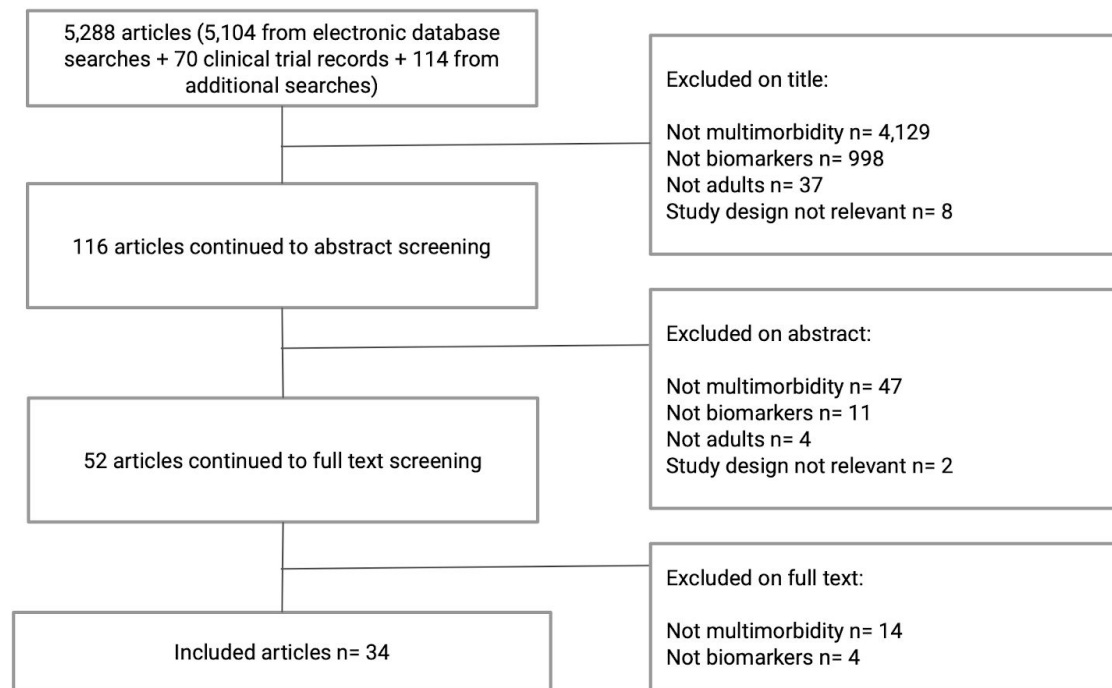 5,288 articles (5,104 from electronic database
searches + 70 clinical trial records + 114 from
additional searches)
Excluded on title:
Not multimorbidity n= 4,129
Not biomarkers n= 998
Not adults n= 37
Study design not relevant n= 8
116 articles continued to abstract screening
Excluded on abstract:
Not multimorbidity n= 47
Not biomarkers n= 11
Not adults n= 4
Study design not relevant n= 2
52 articles continued to full text screening
Excluded on full text:
Not multimorbidity n= 14
Not biomarkers n= 4
Included articles n= 34